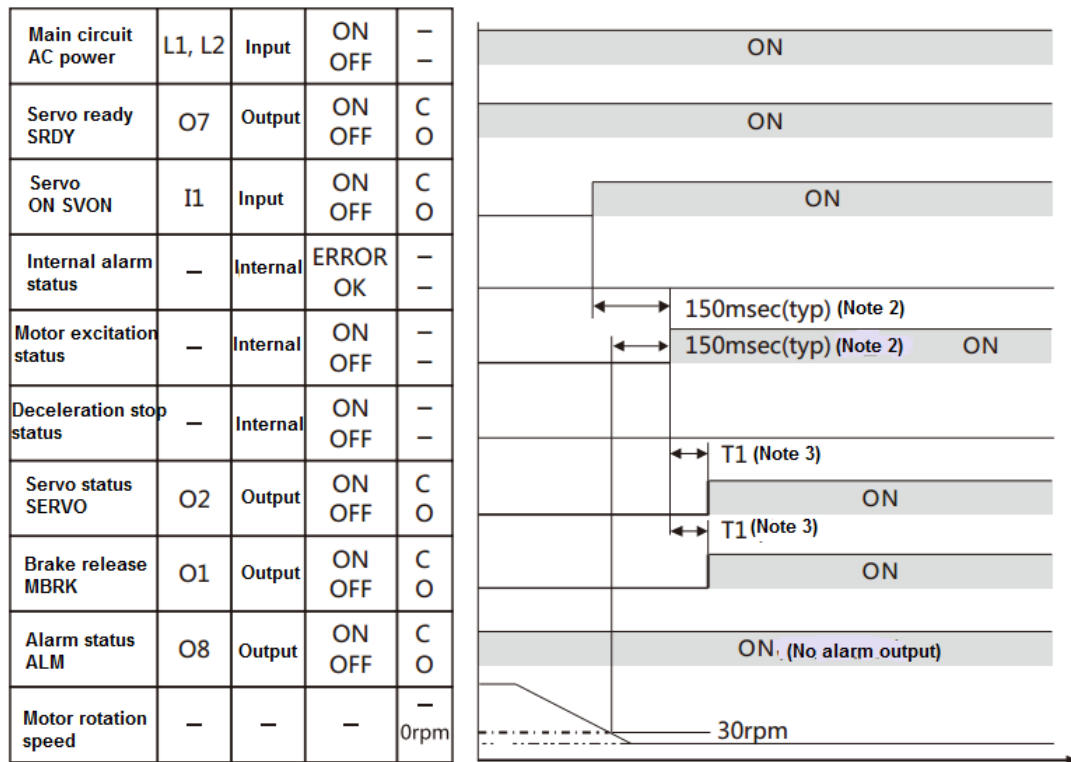 Main circuit
AC power
L1, L2
Input
ON
OFF
–
–
ON
Servo ready
SRDY
O7
Output
ON
OFF
C
O
ON
Servo
ON SVON
I1
Input
ON
OFF
C
O
ON
Internal alarm
status
–
Internal
ERROR
OK
–
–
150msec(typ) (Note 2)
Motor excitation
status
–
Internal
ON
OFF
–
–
150msec(typ) (Note 2) ON
Deceleration stop
status
–
Internal
ON
OFF
–
–
T1 (Note 3)
Servo status
SERVO
O2
Output
ON
OFF
C
O
ON
T1 (Note 3)
Brake release
MBRK
O1
Output
ON
OFF
C
O
ON
Alarm status
ALM
O8
Output
ON
OFF
C
O
ON (No alarm output)
Motor rotation
speed
–
–
–
–
0rpm
30rpm